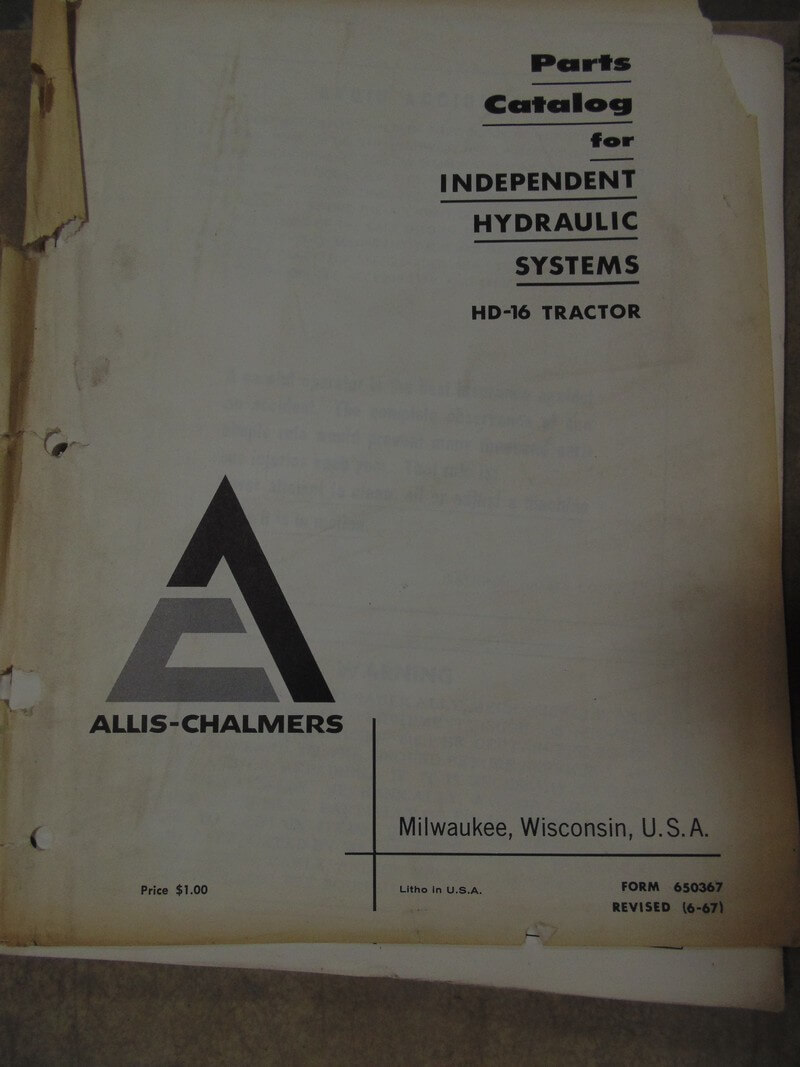 Parts
Catalog
for
INDEPENDENT
HYDRAULIC
SYSTEMS
HD-16 TRACTOR
ALLIS-CHALMERS
Milwaukee, Wisconsin, U.S.A.
Price $1.00
Litho in U.S.A.
FORM 650367
REVISED (6-67)